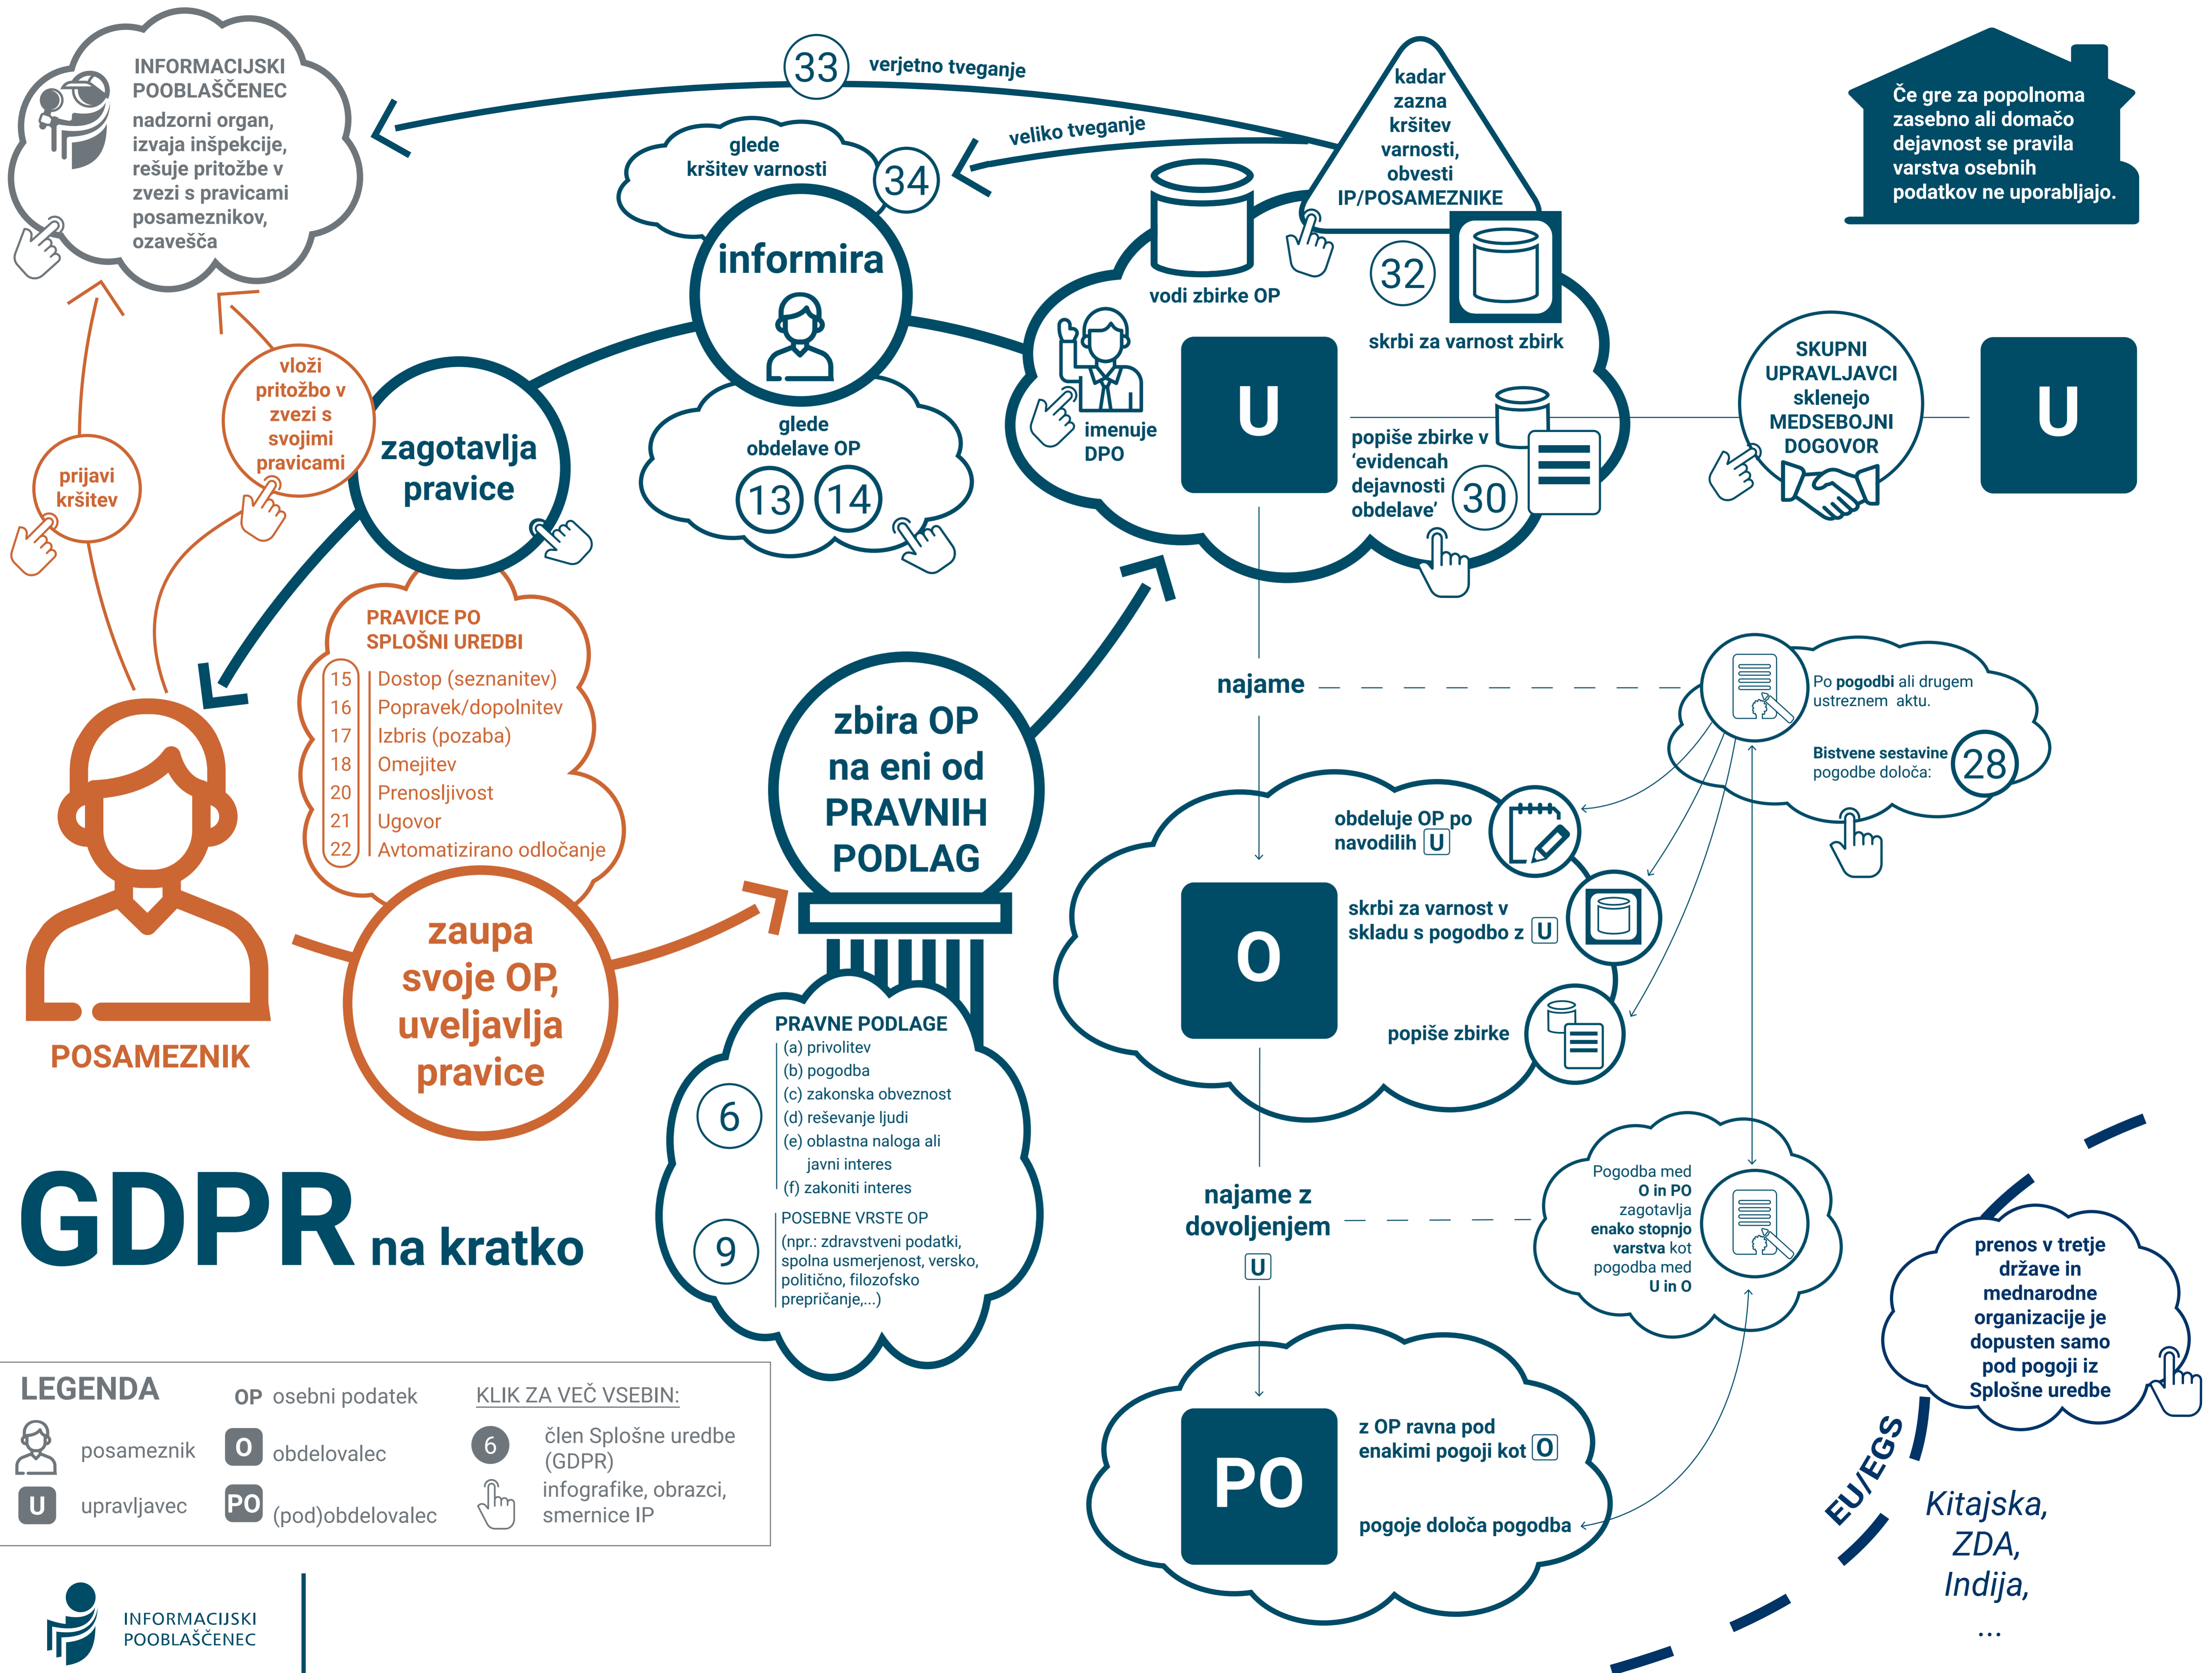 INFORMACIJSKI
POOBLAŠČENEC
nadzorni organ,
izvaja inšpekcije,
rešuje pritožbe v
zvezi s pravicami
posameznikov,
ozavešča
33
verjetno tveganje
veliko tveganje
glede
kršitev varnosti
34
informira
glede
obdelave OP
13
14
kadar
zazna
kršitev
varnosti,
obvesti
IP/POSAMEZNIKE
vodi zbirke OP
32
skrbi za varnost zbirk
imenuje
DPO
U
popiše zbirke v
‘evidencah
dejavnosti
obdelave’
30
Če gre za popolnoma
zasebno ali domačo
dejavnost se pravila
varstva osebnih
podatkov ne uporabljajo.
SKUPNI
UPRAVLJAVCI
sklenejo
MEDSEBOJNI
DOGOVOR
U
prijavi
kršitev
vloži
pritožbo v
zvezi s
svojimi
pravicami
zagotavlja
pravice
PRAVICE PO
SPLOŠNI UREDBI
15 Dostop (seznanitev)
16 Popravek/dopolnitev
17 Izbris (pozaba)
18 Omejitev
20 Prenosljivost
21 Ugovor
22 Avtomatizirano odločanje
POSAMEZNIK
zaupa
svoje OP,
uveljavlja
pravice
zbira OP
na eni od
PRAVNIH
PODLAG
PRAVNE PODLAGE
6
(a) privolitev
(b) pogodba
(c) zakonska obveznost
(d) reševanje ljudi
(e) oblastna naloga ali
javni interes
(f) zakoniti interes
9
POSEBNE VRSTE OP
(npr.: zdravstveni podatki,
spolna usmerjenost, versko,
politično, filozofsko
prepričanje,...)
najame
Po pogodbi ali drugem
ustreznem aktu.
Bistvene sestavine
pogodbe določa:
28
O
obdeluje OP po
navodilih U
skrbi za varnost v
skladu s pogodbo z U
popiše zbirke
najame z
dovoljenjem
U
Pogodba med
O in PO
zagotavlja
enako stopnjo
varstva kot
pogodba med
U in O
PO
z OP ravna pod
enakimi pogoji kot O
pogoje določa pogodba
prenos v tretje
države in
mednarodne
organizacije je
dopusten samo
pod pogoji iz
Splošne uredbe
EU/EGS
Kitajska,
ZDA,
Indija,
...
GDPR na kratko
LEGENDA
posameznik
U upravljavec
OP osebni podatek
O obdelovalec
PO (pod)obdelovalec
KLIK ZA VEČ VSEBIN:
6 člen Splošne uredbe
(GDPR)
infografike, obrazci,
smernice IP
INFORMACIJSKI
POOBLAŠČENEC